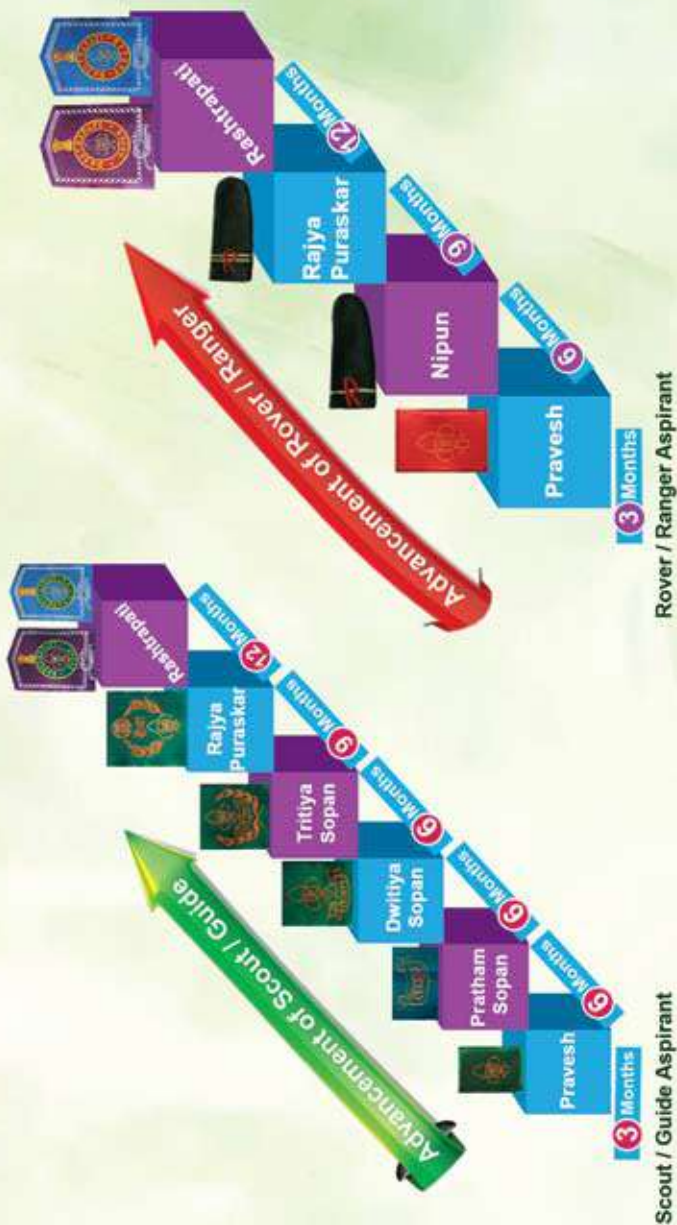 Advancement of Scout / Guide
Rashtrapati
12 Months
Rajya
Puraskar
9 Months
Tritiya
Sopan
6 Months
Dwitiya
Sopan
6 Months
Pratham
Sopan
6 Months
Pravesh
3 Months
Scout / Guide Aspirant
Advancement of Rover / Ranger
Rashtrapati
12 Months
Rajya
Puraskar
9 Months
Nipun
6 Months
Pravesh
3 Months
Rover / Ranger Aspirant